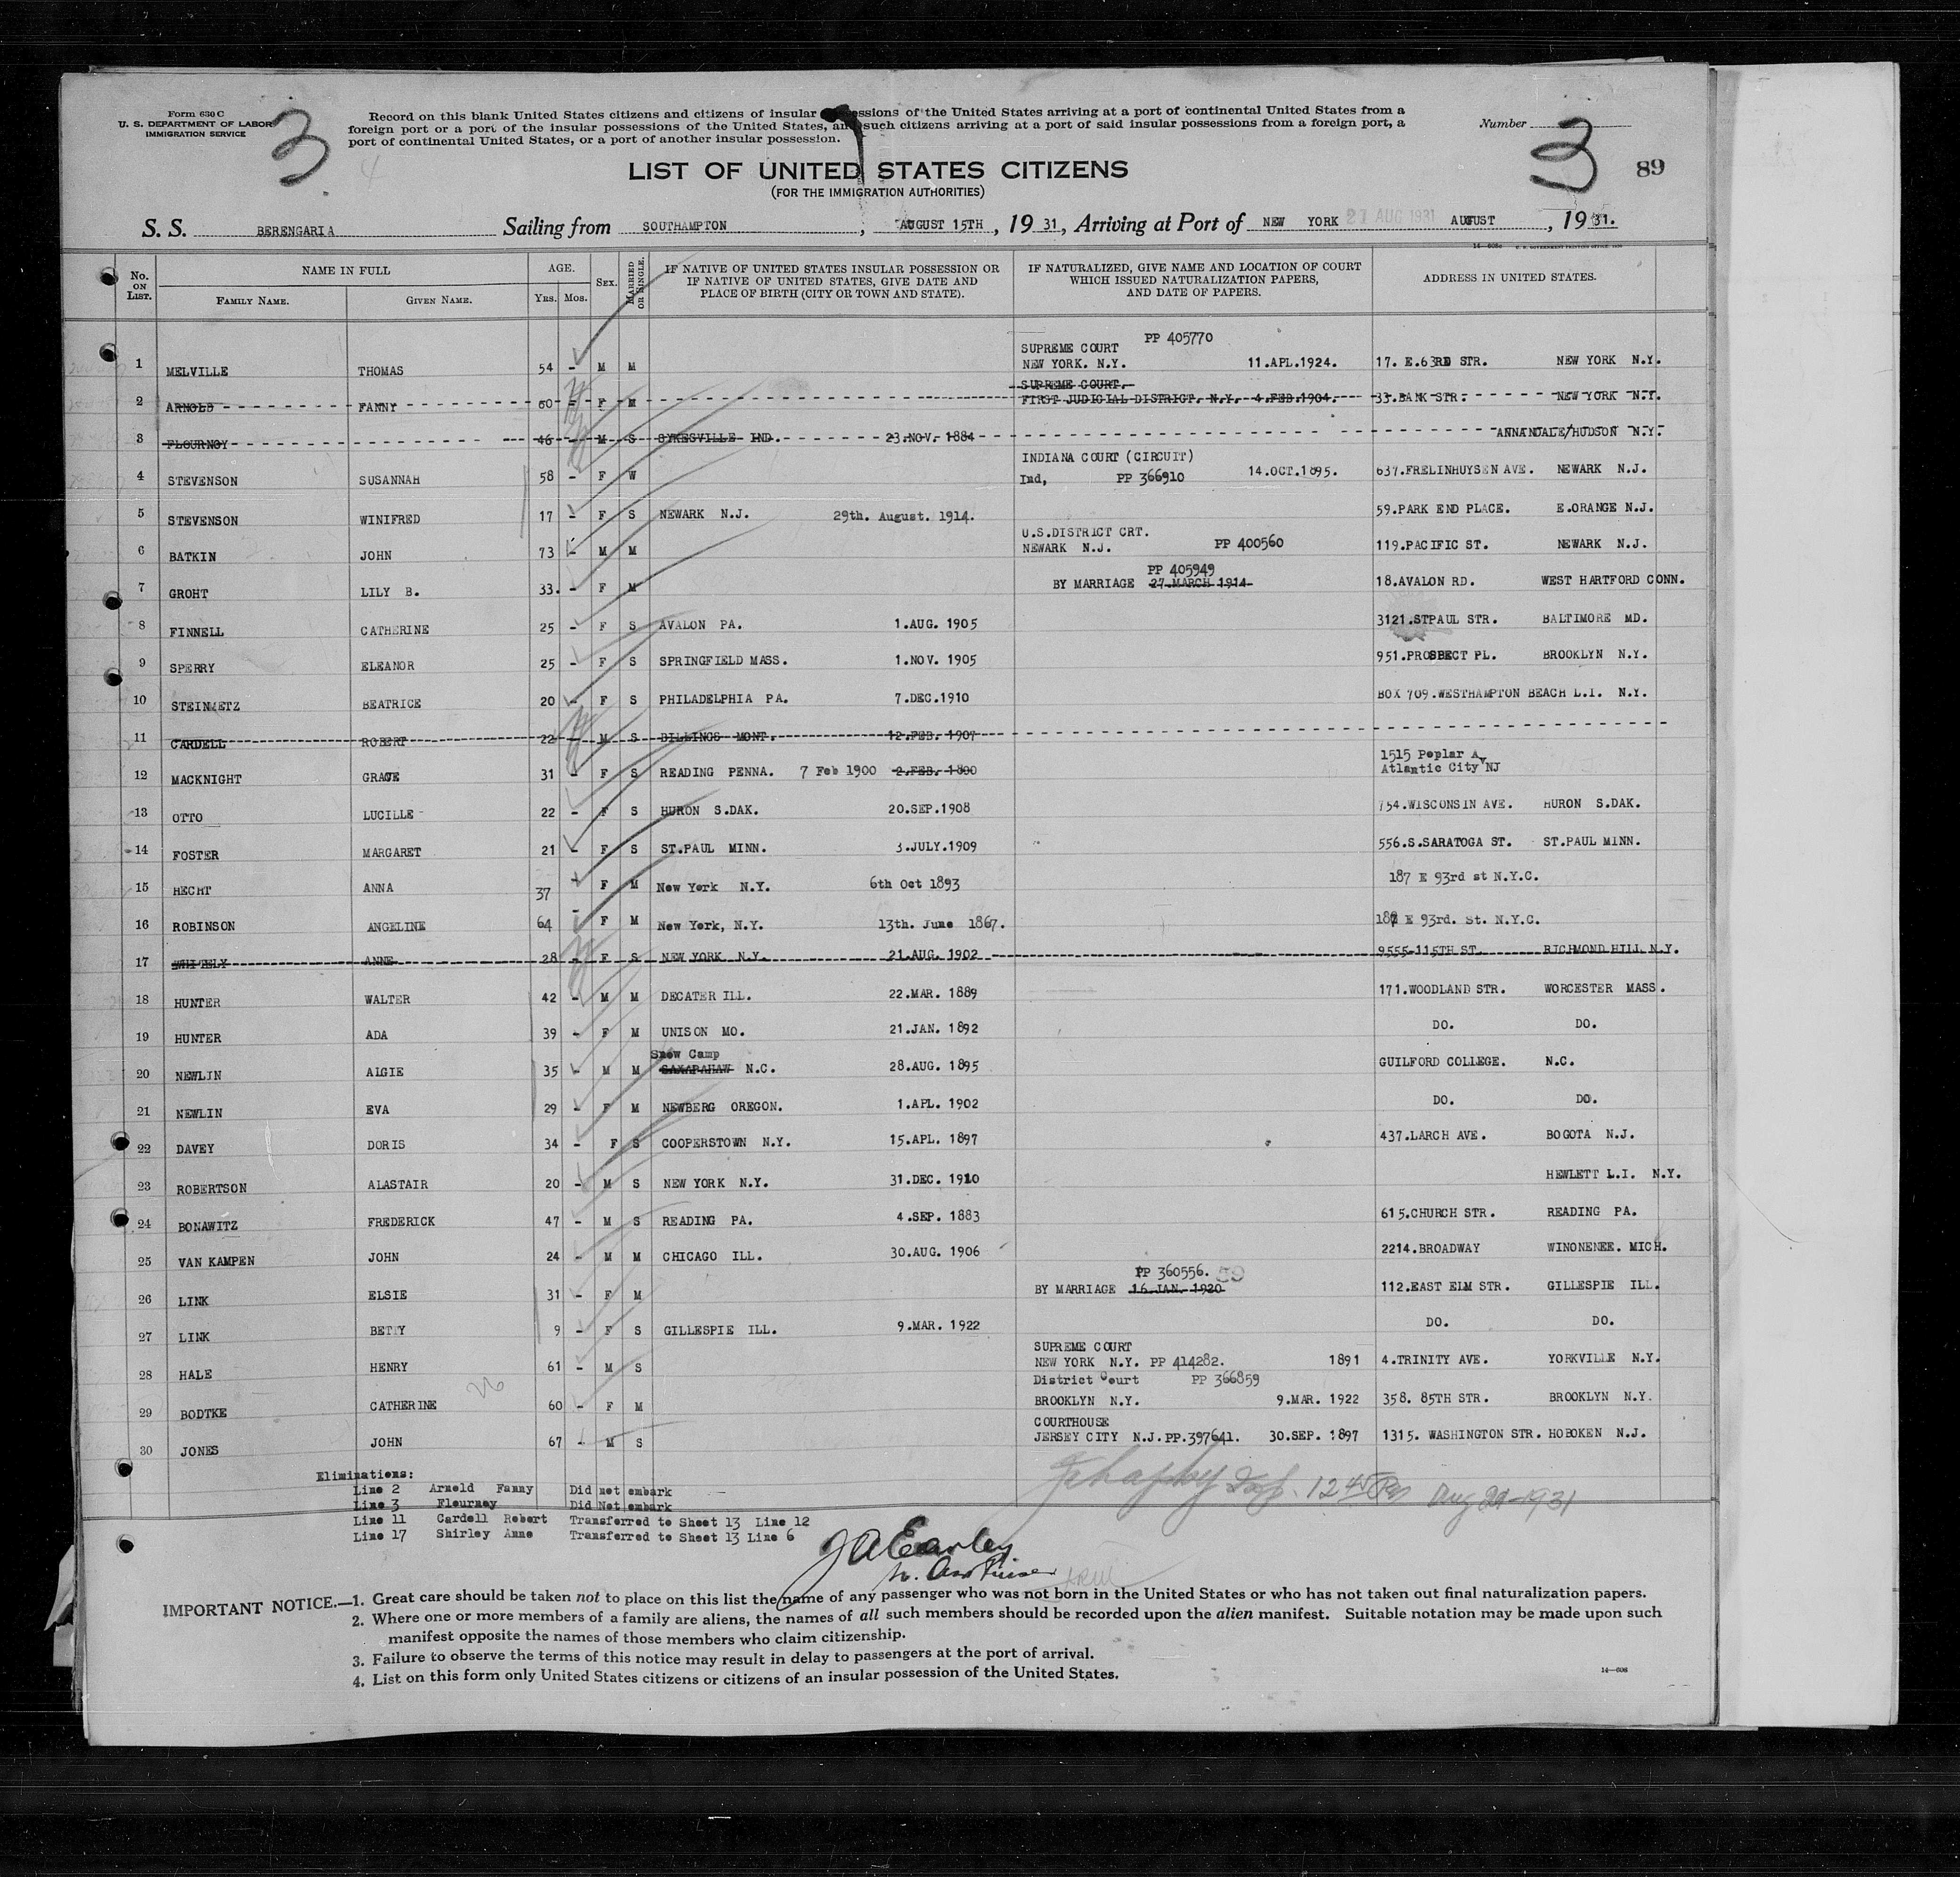 Form 630 C
U. S. DEPARTMENT OF LABOR
IMMIGRATION SERVICE
3
Record on this blank United States citizens and citizens of insular possessions of the United States arriving at a port of continental United States from a
foreign port or a port of the insular possessions of the United States, and such citizens arriving at a port of said insular possessions from a foreign port, a
port of continental United States, or a port of another insular possession.
Number 3
89
LIST OF UNITED STATES CITIZENS
(FOR THE IMMIGRATION AUTHORITIES)
S. S. BERENGARIA Sailing from SOUTHAMPTON, AUGUST 15TH, 19 31, Arriving at Port of NEW YORK 21 AUG 1931 AUGUST, 19 31.
No. ON LIST. NAME IN FULL FAMILY NAME. GIVEN NAME. AGE. YRS. MOS. SEX. MARRIED OR SINGLE. IF NATIVE OF UNITED STATES INSULAR POSSESSION OR IF NATIVE OF UNITED STATES, GIVE DATE AND PLACE OF BIRTH (CITY OR TOWN AND STATE). IF NATURALIZED, GIVE NAME AND LOCATION OF COURT WHICH ISSUED NATURALIZATION PAPERS, AND DATE OF PAPERS. ADDRESS IN UNITED STATES.
1 MELVILLE THOMAS 54 - M M SUPREME COURT PP 405770 NEW YORK. N.Y. 11.APL.1924. 17. E.63RD STR. NEW YORK N.Y.
2 ARNOLD FANNY 60 - F M SUPREME COURT. FIRST JUDICIAL DISTRICT. N.Y. 4.FEB.1904. 33.BANK STR. NEW YORK N.Y.
3 FLOURNOY 46 - M S SYKESVILLE IND. 23.NOV. 1884 ANNANDALE/HUDSON N.Y.
4 STEVENSON SUSANNAH 58 - F W INDIANA COURT (CIRCUIT) Ind, PP 366910 14.OCT.1895. 637.FRELINHUYSEN AVE. NEWARK N.J.
5 STEVENSON WINIFRED 17 - F S NEWARK N.J. 29th. August. 1914. 59.PARK END PLACE. E.ORANGE N.J.
6 BATKIN JOHN 73 - M M U.S.DISTRICT CRT. NEWARK N.J. PP 400560 119.PACIFIC ST. NEWARK N.J.
7 GROHT LILY B. 33. - F M PP 405949 BY MARRIAGE 27.MARCH 1914 18.AVALON RD. WEST HARTFORD CONN.
8 FINNELL CATHERINE 25 - F S AVALON PA. 1.AUG. 1905 3121.STPAUL STR. BALTIMORE MD.
9 SPERRY ELEANOR 25 - F S SPRINGFIELD MASS. 1.NOV. 1905 951.PROSPECT PL. BROOKLYN N.Y.
10 STEINMETZ BEATRICE 20 - F S PHILADELPHIA PA. 7.DEC.1910 BOX 709.WESTHAMPTON BEACH L.I. N.Y.
11 CARDELL ROBERT 22 - M S BILLINGS MONT. 12.FEB. 1907
12 MACKNIGHT GRACE 31 - F S READING PENNA. 7 Feb 1900 2.FEB. 1800 1515 Poplar Av Atlantic City NJ
13 OTTO LUCILLE 22 - F S HURON S.DAK. 20.SEP.1908 754.WISCONSIN AVE. HURON S.DAK.
14 FOSTER MARGARET 21 - F S ST.PAUL MINN. 3.JULY.1909 556.S.SARATOGA ST. ST.PAUL MINN.
15 HECHT ANNA 37 F M New York N.Y. 6th Oct 1893 187 E 93rd st N.Y.C.
16 ROBINSON ANGELINE 64 - F M New York, N.Y. 13th. June 1867. 187 E 93rd. St. N.Y.C.
17 ANNE 28 - F S NEW YORK N.Y. 21.AUG. 1902 9555-115TH ST. RICHMOND HILL N.Y.
18 HUNTER WALTER 42 - M M DECATER ILL. 22.MAR. 1889 171.WOODLAND STR. WORCESTER MASS.
19 HUNTER ADA 39 - F M UNISON MO. 21.JAN. 1892 DO. DO.
20 NEWLIN ALGIE 35 - M M Snow Camp SAXAPAHAW N.C. 28.AUG. 1895 GUILFORD COLLEGE. N.C.
21 NEWLIN EVA 29 - F M NEWBERG OREGON. 1.APL. 1902 DO. DO.
22 DAVEY DORIS 34 - F S COOPERSTOWN N.Y. 15.APL. 1897 437.LARCH AVE. BOGOTA N.J.
23 ROBERTSON ALASTAIR 20 - M S NEW YORK N.Y. 31.DEC. 1910 HEWLETT L.I. N.Y.
24 BONAWITZ FREDERICK 47 - M S READING PA. 4.SEP. 1883 615.CHURCH STR. READING PA.
25 VAN KAMPEN JOHN 24 - M M CHICAGO ILL. 30.AUG. 1906 2214.BROADWAY WINONENEE. MICH.
26 LINK ELSIE 31 - F M PP 360556. 59 BY MARRIAGE 16.JAN. 1920 112.EAST ELM STR. GILLESPIE ILL.
27 LINK BETTY 9 - F S GILLESPIE ILL. 9.MAR. 1922 DO. DO.
28 HALE HENRY 61 - M S SUPREME COURT NEW YORK N.Y. PP 414282. 1891 4.TRINITY AVE. YORKVILLE N.Y.
29 BODTKE CATHERINE 60 - F M District Court PP 366859 BROOKLYN N.Y. 9.MAR. 1922 358. 85TH STR. BROOKLYN N.Y.
30 JONES JOHN 67 - M S COURTHOUSE JERSEY CITY N.J. PP.397641. 30.SEP. 1897 1315. WASHINGTON STR. HOBOKEN N.J.
Eliminations:
Line 2 Arnold Fanny Did not embark
Line 3 Flourney Did Not embark
Line 11 Cardell Robert Transferred to Sheet 13 Line 12
Line 17 Shirley Anne Transferred to Sheet 13 Line 6
Aug 21-1931
IMPORTANT NOTICE.—1. Great care should be taken not to place on this list the name of any passenger who was not born in the United States or who has not taken out final naturalization papers.
2. Where one or more members of a family are aliens, the names of all such members should be recorded upon the alien manifest. Suitable notation may be made upon such
manifest opposite the names of those members who claim citizenship.
3. Failure to observe the terms of this notice may result in delay to passengers at the port of arrival.
4. List on this form only United States citizens or citizens of an insular possession of the United States.
14—608